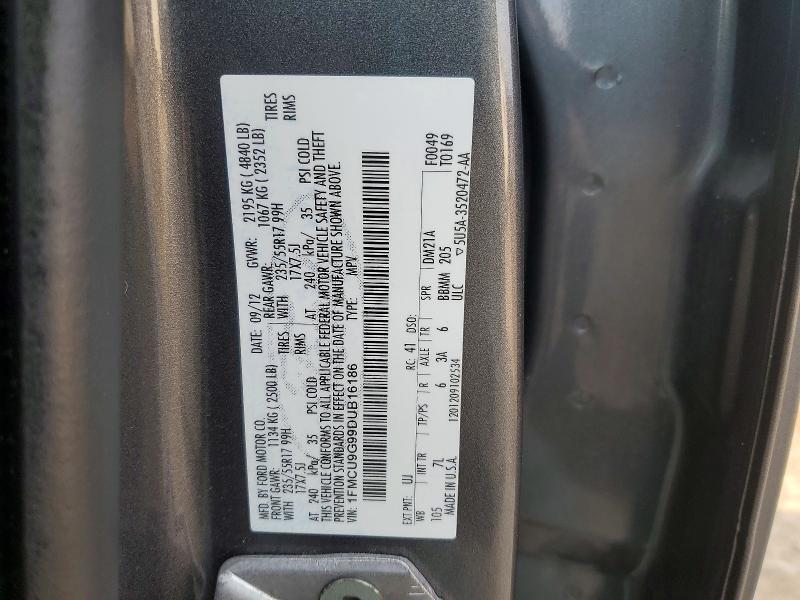 MFD. BY FORD MOTOR CO.
DATE: 09/12 GVWR: 2195 KG ( 4840 LB)
FRONT GAWR: 1134 KG ( 2500 LB) REAR GAWR: 1067 KG ( 2352 LB)
WITH 235/55R17 99H TIRES WITH 235/55R17 99H TIRES
17X7.5J RIMS 17X7.5J RIMS
AT 240 kPa/ 35 PSI COLD AT 240 kPa/ 35 PSI COLD
THIS VEHICLE CONFORMS TO ALL APPLICABLE FEDERAL MOTOR VEHICLE SAFETY AND THEFT
PREVENTION STANDARDS IN EFFECT ON THE DATE OF MANUFACTURE SHOWN ABOVE.
VIN: 1FMCU9G99DUB16186 TYPE: MPV
F0049
T0169
EXT PNT: UJ RC: 41 DSO:
WB INT TR TP/PS R AXLE TR SPR DM21A
105 7L 6 3A 6 BBMM 205
ULC
MADE IN U.S.A. 1201209102534 ▽5U5A-3520472-AA